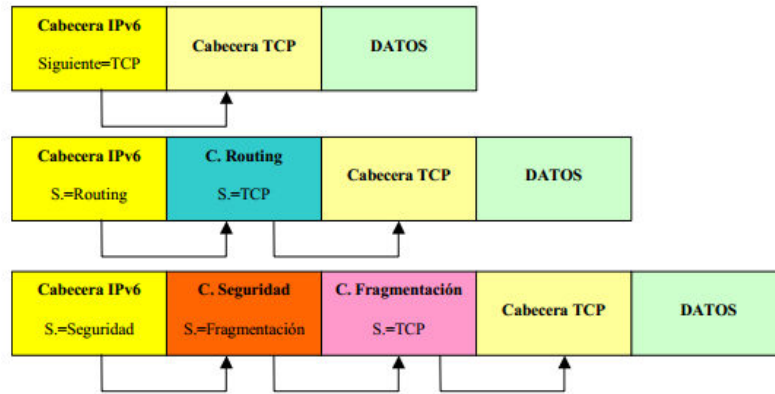 Cabecera IPv6
Siguiente=TCP
Cabecera TCP
DATOS
Cabecera IPv6
S.=Routing
C. Routing
S.=TCP
Cabecera TCP
DATOS
Cabecera IPv6
S.=Seguridad
C. Seguridad
S.=Fragmentación
C. Fragmentación
S.=TCP
Cabecera TCP
DATOS